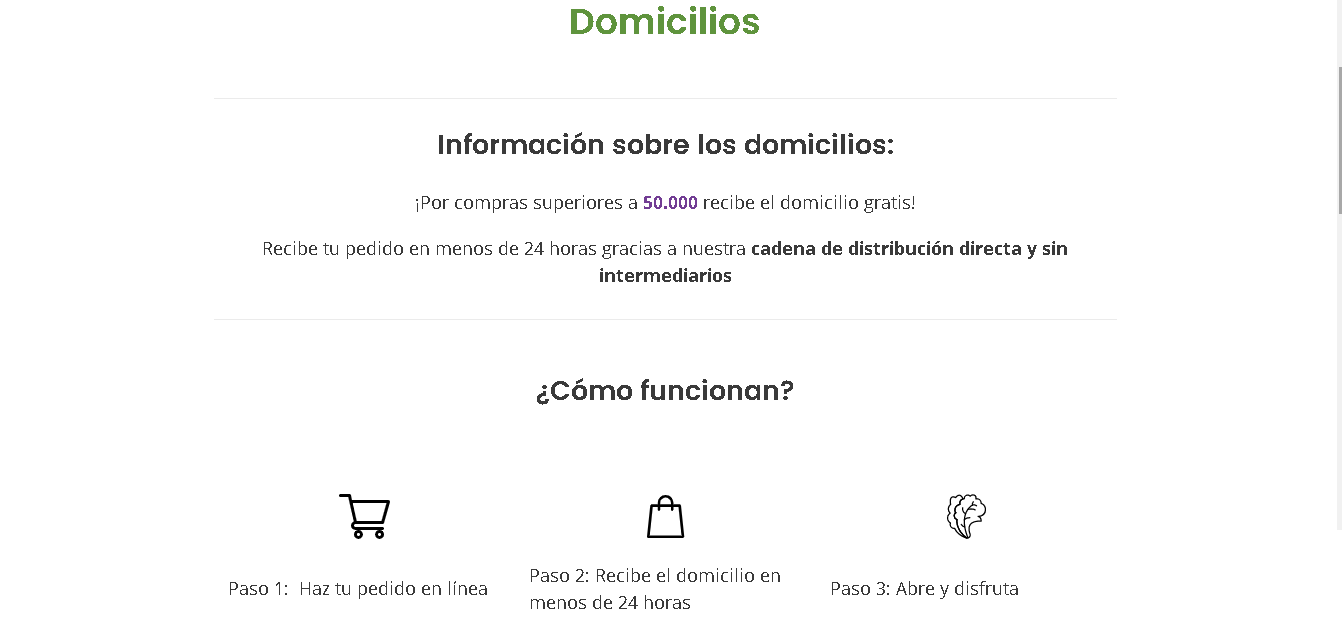 Domicilios
Información sobre los domicilios:
¡Por compras superiores a 50.000 recibe el domicilio gratis!
Recibe tu pedido en menos de 24 horas gracias a nuestra cadena de distribución directa y sin
intermediarios
¿Cómo funcionan?
Paso 1:  Haz tu pedido en línea
Paso 2: Recibe el domicilio en
menos de 24 horas
Paso 3: Abre y disfruta